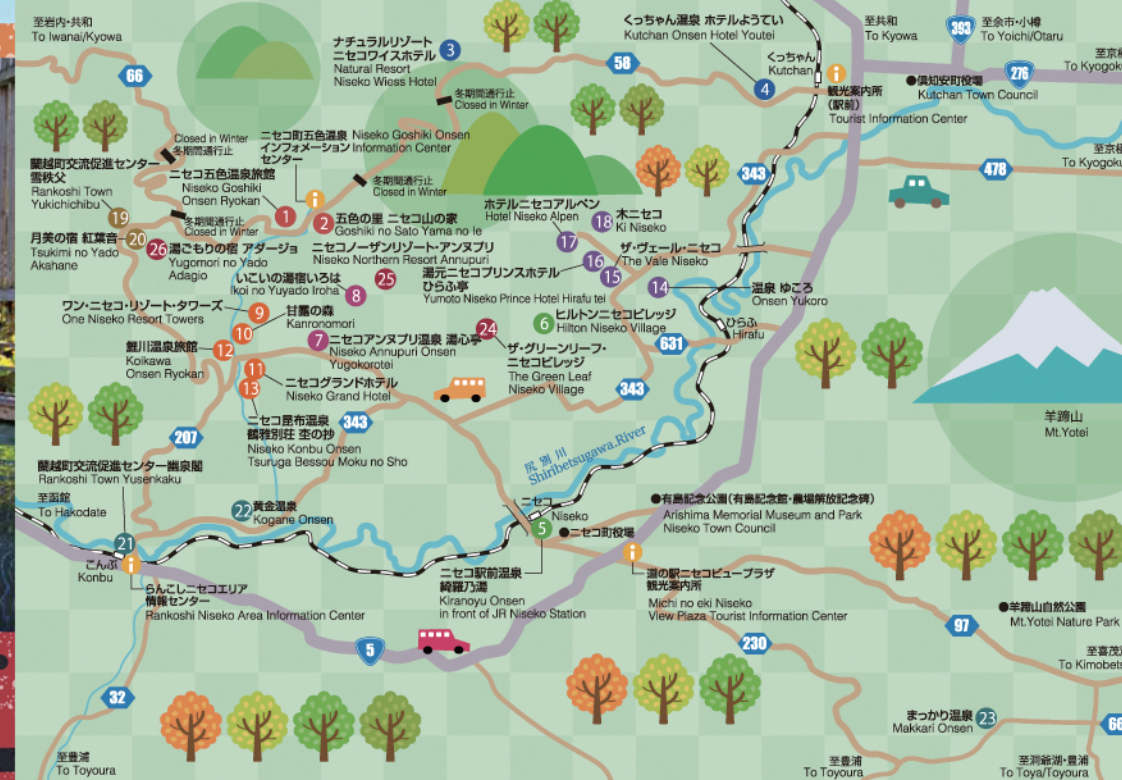 至岩内・共和
To Iwanai/Kyowa
66
ナチュラルリゾート
ニセコワイスホテル
Natural Resort
Niseko Wiess Hotel
3
58
くっちゃん温泉 ホテルようてい
Kutchan Onsen Hotel Youtei
4
くっちゃん
Kutchan
至共和
To Kyowa
393
至余市・小樽
To Yoichi/Otaru
276
To Kyogoku
i
観光案内所
(駅前)
Tourist Information Center
●倶知安町役場
Kutchan Town Council
To Kyogoku
478
343
冬期間通行止
Closed in Winter
Closed in Winter
冬期間通行止
冬期間通行止
Closed in Winter
冬期間通行止
Closed in Winter
ニセコ町五色温泉
インフォメーション
センター
Niseko Goshiki Onsen
Information Center
i
蘭越町交流促進センター
雪秩父
Rankoshi Town
Yukichichibu
19
ニセコ五色温泉旅館
Niseko Goshiki
Onsen Ryokan
1
2
五色の里 ニセコ山の家
Goshiki no Sato Yama no Ie
月美の宿 紅葉音
Tsukimi no Yado
Akahane
20
26
湯ごもりの宿 アダージョ
Yugomori no Yado
Adagio
ニセコノーザンリゾート・アンヌプリ
Niseko Northern Resort Annupuri
25
いこいの湯宿いろは
Ikoi no Yuyado Iroha
8
ホテルニセコアルペン
Hotel Niseko Alpen
17
18
木ニセコ
Ki Niseko
16
15
ザ・ヴェール・ニセコ
/The Vale Niseko
湯元ニセコプリンスホテル
ひらふ亭
Yumoto Niseko Prince Hotel Hirafu tei
14
温泉 ゆころ
Onsen Yukoro
ひらふ
Hirafu
ワン・ニセコ・リゾート・タワーズ
One Niseko Resort Towers
9
10
甘露の森
Kanronomori
鯉川温泉旅館
Koikawa
Onsen Ryokan
12
7
ニセコアンヌプリ温泉 湯心亭
Niseko Annupuri Onsen
Yugokorotei
24
ザ・グリーンリーフ・
ニセコビレッジ
The Green Leaf
Niseko Village
6
ヒルトンニセコビレッジ
Hilton Niseko Village
631
343
11
ニセコグランドホテル
Niseko Grand Hotel
13
ニセコ昆布温泉
鶴雅別荘 杢の抄
Niseko Konbu Onsen
Tsuruga Bessou Moku no Sho
343
207
羊蹄山
Mt.Yotei
尻別川
Shiribetsugawa River
蘭越町交流促進センター幽泉閣
Rankoshi Town Yusenkaku
至函館
To Hakodate
21
こんぶ
Konbu
i
らんこしニセコエリア
情報センター
Rankoshi Niseko Area Information Center
22
黄金温泉
Kogane Onsen
ニセコ
Niseko
5
●ニセコ町役場
●有島記念公園(有島記念館・農場解放記念碑)
Arishima Memorial Museum and Park
Niseko Town Council
ニセコ駅前温泉
綺羅乃湯
Kiranoyu Onsen
in front of JR Niseko Station
i
道の駅ニセコビュープラザ
観光案内所
Michi no eki Niseko
View Plaza Tourist Information Center
5
230
97
●羊蹄山自然公園
Mt.Yotei Nature Park
32
まっかり温泉
Makkari Onsen
23
66
至豊浦
To Toyoura
至豊浦
To Toyoura
至洞爺湖・豊浦
To Toya/Toyoura